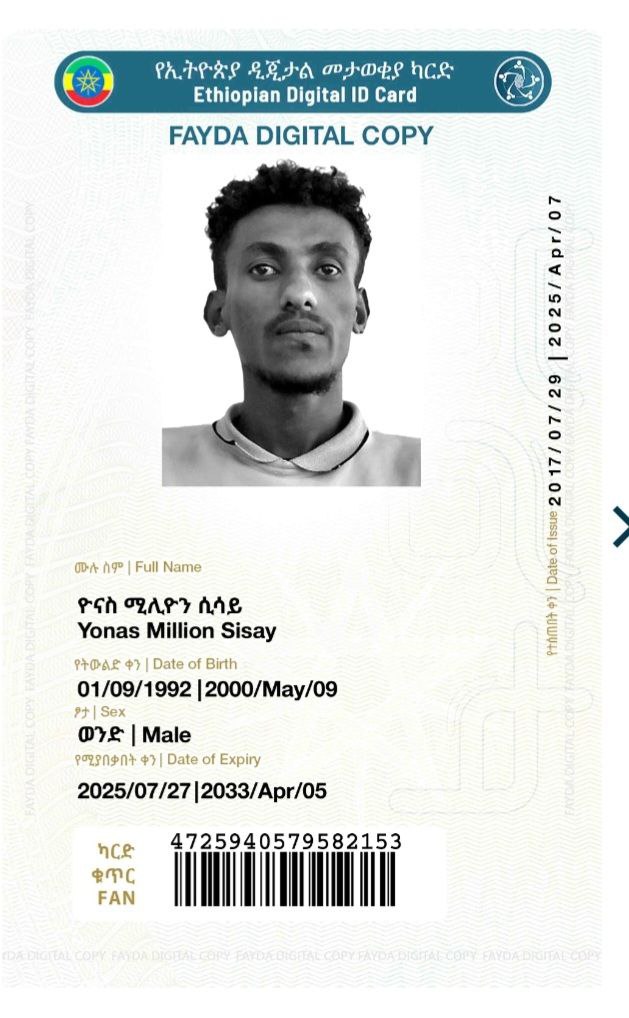 የኢትዮጵያ ዲጂታል መታወቂያ ካርድ
Ethiopian Digital ID Card
FAYDA DIGITAL COPY
ሙሉ ስም | Full Name
ዮናስ ሚሊዮን ሲሳይ
Yonas Million Sisay
የትውልድ ቀን | Date of Birth
01/09/1992 |2000/May/09
ፆታ | Sex
ወንድ | Male
የሚያበቃበት ቀን | Date of Expiry
2025/07/27|2033/Apr/05
ካርድ
ቁጥር
FAN
4725940579582153
የተሰጠበት ቀን | Date of Issue 2017/07/29 | 2025/Apr/07
FAYDA DIGITAL COPY FAYDA DIGITAL COPY FAYDA DIGITAL COPY FAYDA DIGITAL COPY